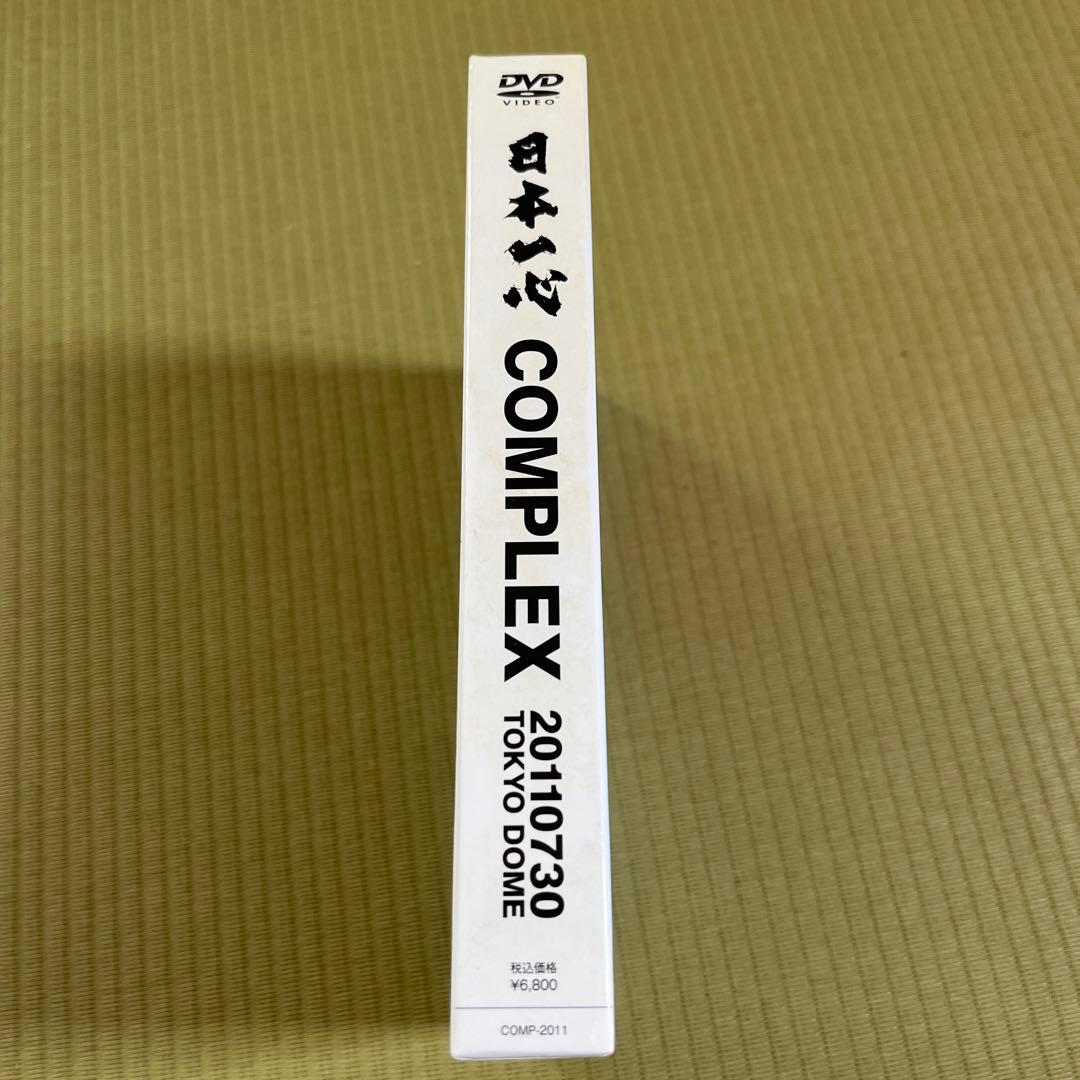 DVD
VIDEO
日本一心
COMPLEX
20110730
TOKYO DOME
税込価格
¥6,800
COMP-2011